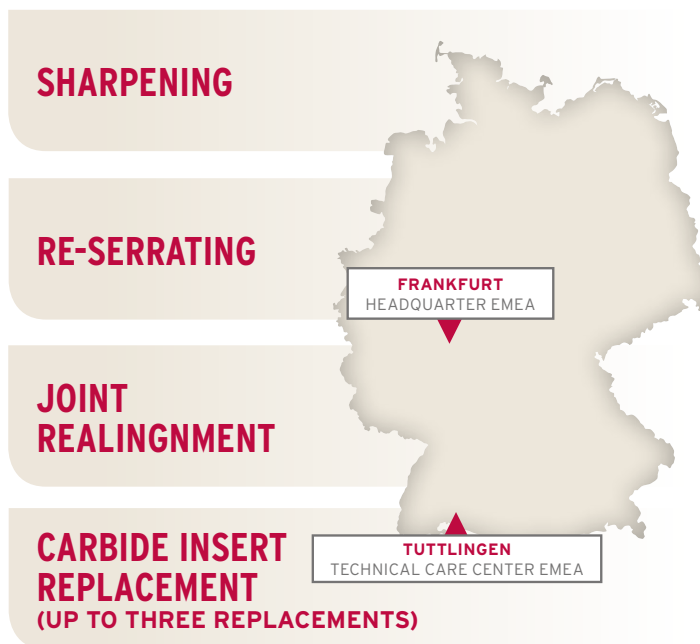 SHARPENING
RE-SERRATING
FRANKFURT
HEADQUARTER EMEA
JOINT
REALINGNMENT
CARBIDE INSERT
REPLACEMENT
(UP TO THREE REPLACEMENTS)
TUTTLINGEN
TECHNICAL CARE CENTER EMEA